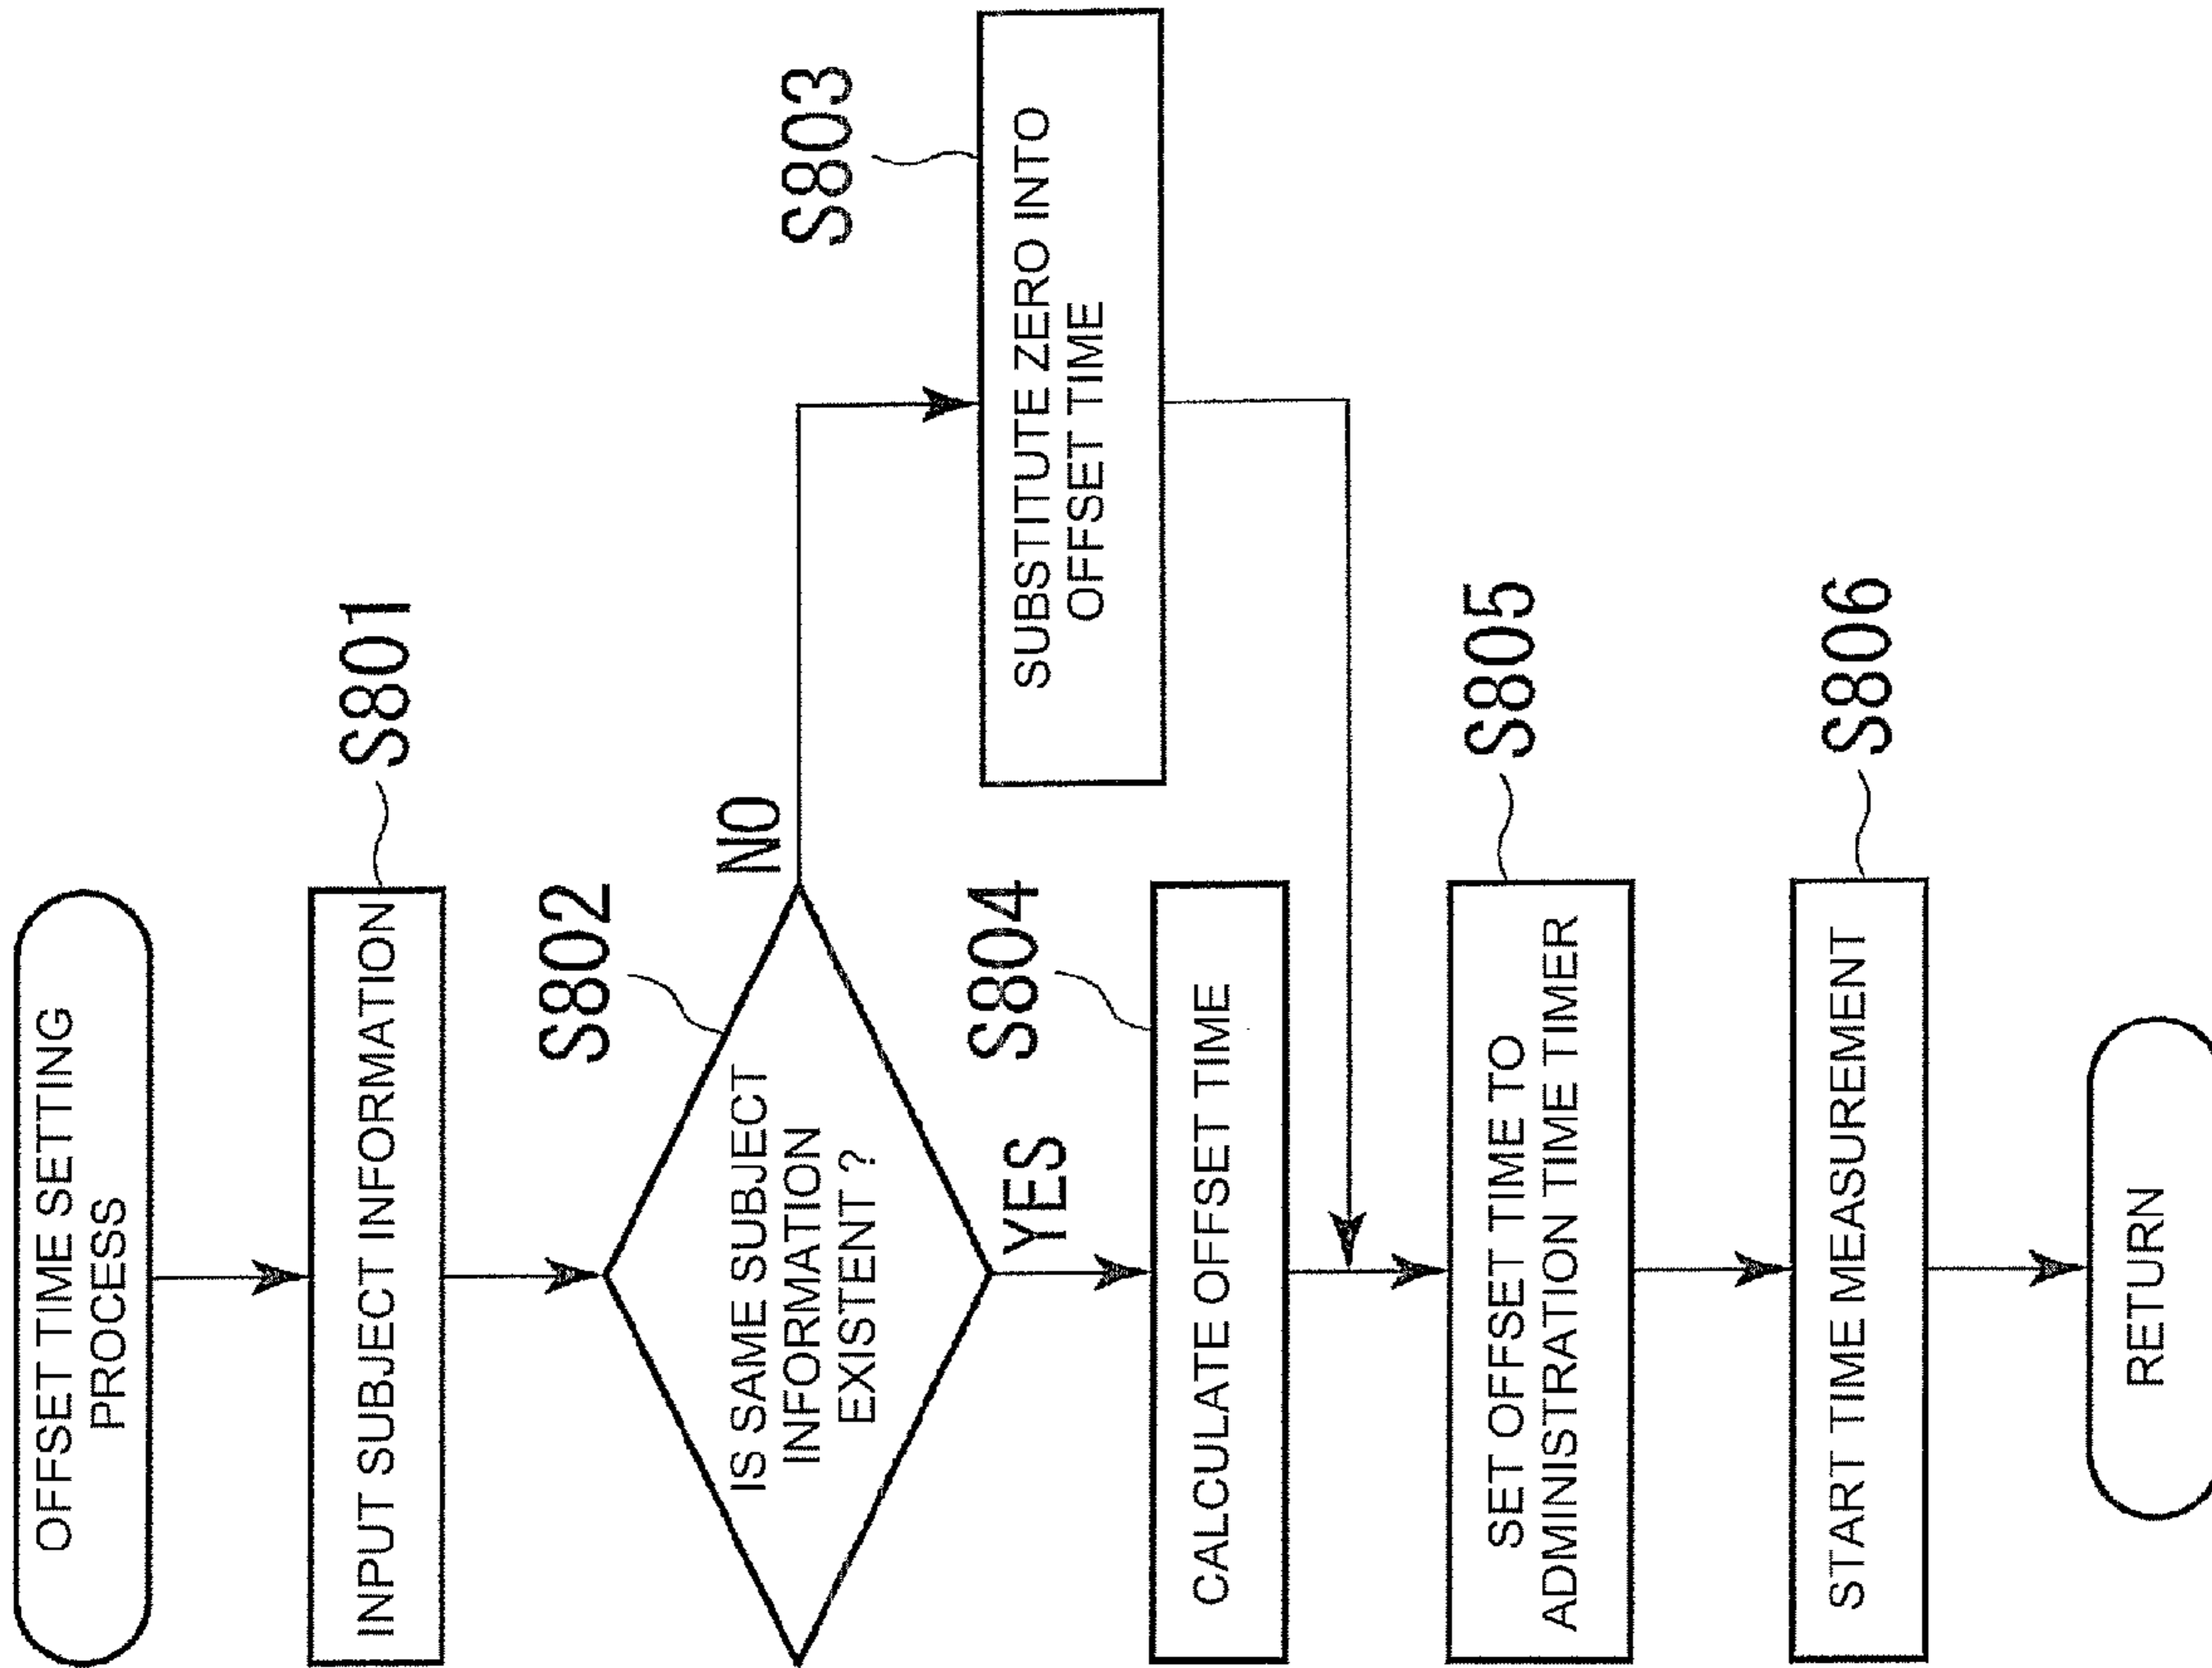 OFFSET TIME SETTING
PROCESS
S801
INPUT SUBJECT INFORMATION
S802
IS SAME SUBJECT
INFORMATION
EXISTENT ?
NO
S803
SUBSTITUTE ZERO INTO
OFFSET TIME
YES
S804
CALCULATE OFFSET TIME
S805
SET OFFSET TIME TO
ADMINISTRATION TIME TIMER
S806
START TIME MEASUREMENT
RETURN